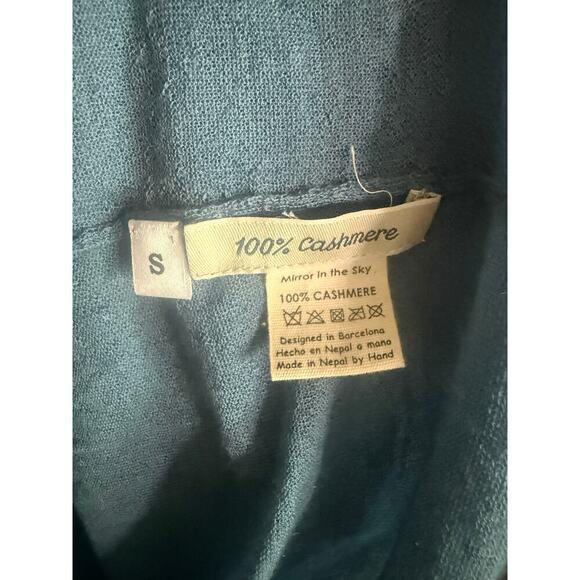 S
100% Cashmere
Mirror in the Sky
100% CASHMERE
Designed in Barcelona
Hecho en Nepal a mano
Made in Nepal by Hand